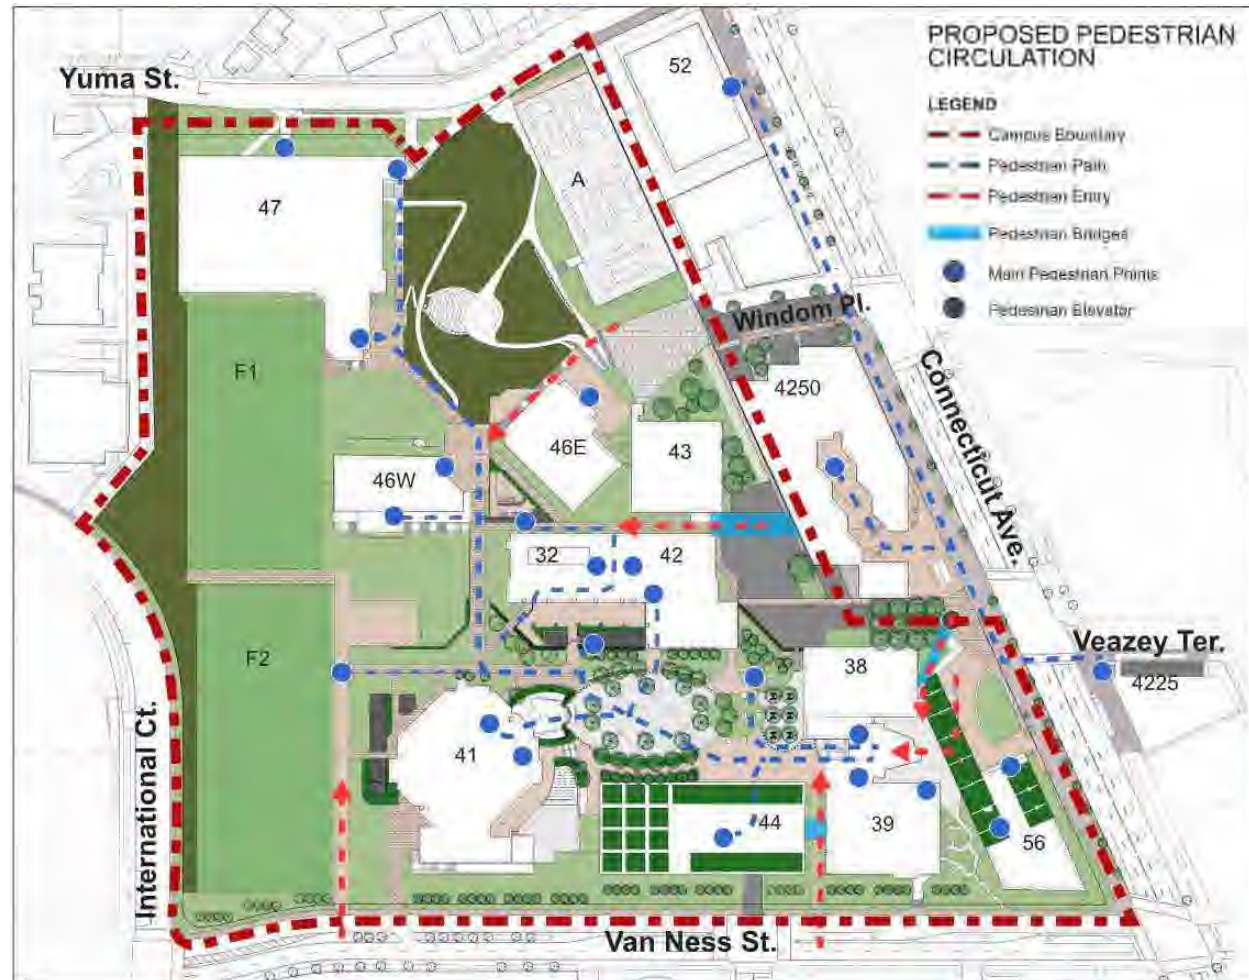 PROPOSED PEDESTRIAN
CIRCULATION
LEGEND
Campus Boundary
Pedestrian Path
Pedestrian Entry
Pedestrian Bridges
Main Pedestrian Points
Pedestrian Elevator
Yuma St.
52
A
47
Windom Pl.
F1
4250
Connecticut Ave.
46E
43
46W
32
42
Veazey Ter.
4225
F2
38
41
International Ct.
44
39
56
Van Ness St.